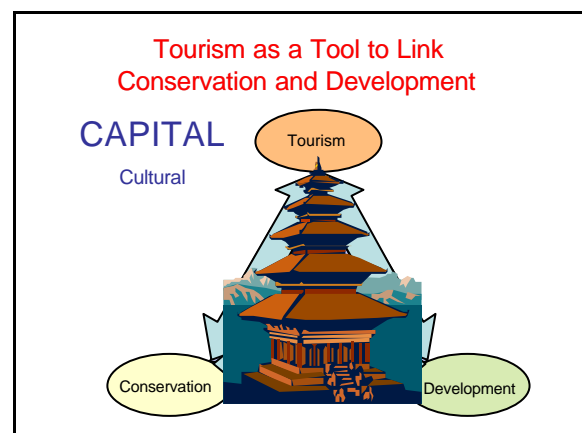 Tourism as a Tool to Link
Conservation and Development
CAPITAL
Cultural
Tourism
Conservation
Development